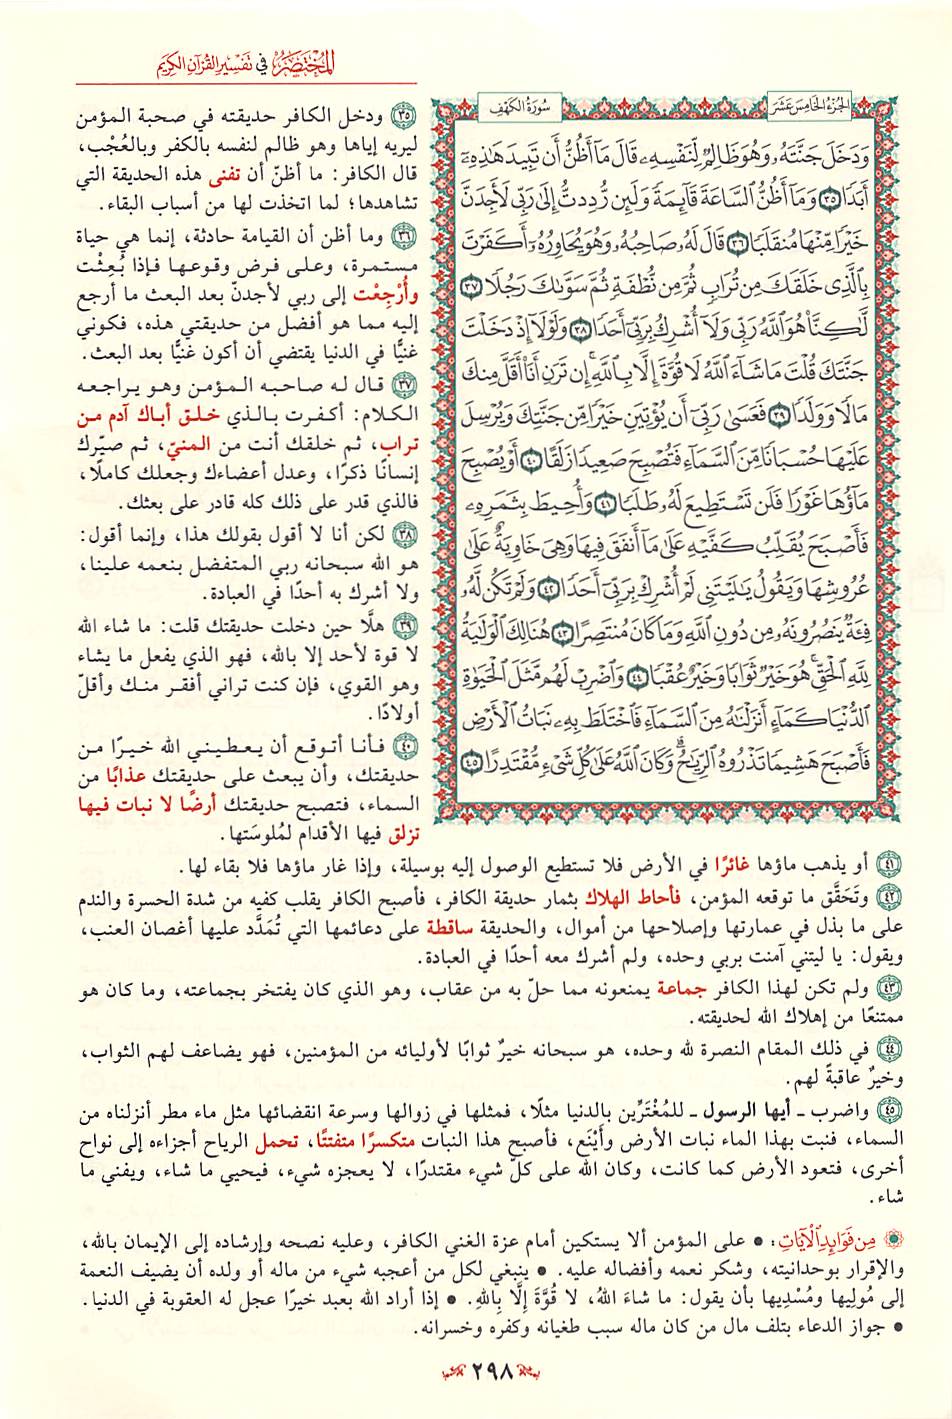 المختصر في تفسير القرآن الكريم
الجزء الخامس عشر
سورة الكهف
وَدَخَلَ جَنَّتَهُۥ وَهُوَ ظَالِمٌ لِّنَفْسِهِۦ قَالَ مَآ أَظُنُّ أَن تَبِيدَ هَٰذِهِۦٓ
أَبَدًا ٣٥ وَمَآ أَظُنُّ ٱلسَّاعَةَ قَآئِمَةً وَلَئِن رُّدِدتُّ إِلَىٰ رَبِّى لَأَجِدَنَّ
خَيْرًا مِّنْهَا مُنقَلَبًا ٣٦ قَالَ لَهُۥ صَاحِبُهُۥ وَهُوَ يُحَاوِرُهُۥٓ أَكَفَرْتَ
بِٱلَّذِى خَلَقَكَ مِن تُرَابٍ ثُمَّ مِن نُّطْفَةٍ ثُمَّ سَوَّىٰكَ رَجُلًا ٣٧
لَّٰكِنَّا۠ هُوَ ٱللَّهُ رَبِّى وَلَآ أُشْرِكُ بِرَبِّىٓ أَحَدًا ٣٨ وَلَوْلَآ إِذْ دَخَلْتَ
جَنَّتَكَ قُلْتَ مَا شَآءَ ٱللَّهُ لَا قُوَّةَ إِلَّا بِٱللَّهِ ۚ إِن تَرَنِ أَنَا۠ أَقَلَّ مِنكَ
مَالًا وَوَلَدًا ٣٩ فَعَسَىٰ رَبِّىٓ أَن يُؤْتِيَنِ خَيْرًا مِّن جَنَّتِكَ وَيُرْسِلَ
عَلَيْهَا حُسْبَانًا مِّنَ ٱلسَّمَآءِ فَتُصْبِحَ صَعِيدًا زَلَقًا ٤٠ أَوْ يُصْبِحَ
مَآؤُهَا غَوْرًا فَلَن تَسْتَطِيعَ لَهُۥ طَلَبًا ٤١ وَأُحِيطَ بِثَمَرِهِۦ
فَأَصْبَحَ يُقَلِّبُ كَفَّيْهِ عَلَىٰ مَآ أَنفَقَ فِيهَا وَهِىَ خَاوِيَةٌ عَلَىٰ
عُرُوشِهَا وَيَقُولُ يَٰلَيْتَنِى لَمْ أُشْرِكْ بِرَبِّىٓ أَحَدًا ٤٢ وَلَمْ تَكُن لَّهُۥ
فِئَةٌ يَنصُرُونَهُۥ مِن دُونِ ٱللَّهِ وَمَا كَانَ مُنتَصِرًا ٤٣ هُنَالِكَ ٱلْوَلَٰيَةُ
لِلَّهِ ٱلْحَقِّ ۚ هُوَ خَيْرٌ ثَوَابًا وَخَيْرٌ عُقْبًا ٤٤ وَٱضْرِبْ لَهُم مَّثَلَ ٱلْحَيَوٰةِ
ٱلدُّنْيَا كَمَآءٍ أَنزَلْنَٰهُ مِنَ ٱلسَّمَآءِ فَٱخْتَلَطَ بِهِۦ نَبَاتُ ٱلْأَرْضِ
فَأَصْبَحَ هَشِيمًا تَذْرُوهُ ٱلرِّيَٰحُ ۗ وَكَانَ ٱللَّهُ عَلَىٰ كُلِّ شَىْءٍ مُّقْتَدِرًا ٤٥
٣٥ ودخل الكافر حديقته في صحبة المؤمن
ليريه إياها وهو ظالم لنفسه بالكفر وبالعُجْب،
قال الكافر: ما أظنّ أن تفنى هذه الحديقة التي
تشاهدها؛ لما اتخذت لها من أسباب البقاء.
٣٦ وما أظن أن القيامة حادثة، إنما هي حياة
مستمرة، وعلى فرض وقوعها فإذا بُعِثْت
وأُرْجِعْت إلى ربي لأجدنّ بعد البعث ما أرجع
إليه مما هو أفضل من حديقتي هذه، فكوني
غنيًّا في الدنيا يقتضي أن أكون غنيًّا بعد البعث.
٣٧ قال له صاحبه المؤمن وهو يراجعه
الكلام: أكفرت بالذي خلق أباك آدم من
تراب، ثم خلقك أنت من المنيّ، ثم صيّرك
إنسانًا ذكرًا، وعدل أعضاءك وجعلك كاملًا،
فالذي قدر على ذلك كله قادر على بعثك.
٣٨ لكن أنا لا أقول بقولك هذا، وإنما أقول:
هو الله سبحانه ربي المتفضل بنعمه علينا،
ولا أشرك به أحدًا في العبادة.
٣٩ هلَّا حين دخلت حديقتك قلت: ما شاء الله
لا قوة لأحد إلا بالله، فهو الذي يفعل ما يشاء
وهو القوي، فإن كنت تراني أفقر منك وأقلّ
أولادًا.
٤٠ فأنا أتوقع أن يعطيني الله خيرًا من
حديقتك، وأن يبعث على حديقتك عذابًا من
السماء، فتصبح حديقتك أرضًا لا نبات فيها
تزلق فيها الأقدام لمُلوسَتها.
٤١ أو يذهب ماؤها غائرًا في الأرض فلا تستطيع الوصول إليه بوسيلة، وإذا غار ماؤها فلا بقاء لها.
٤٢ وتَحَقَّق ما توقعه المؤمن، فأحاط الهلاك بثمار حديقة الكافر، فأصبح الكافر يقلب كفيه من شدة الحسرة والندم
على ما بذل في عمارتها وإصلاحها من أموال، والحديقة ساقطة على دعائمها التي تُمَدَّد عليها أغصان العنب،
ويقول: يا ليتني آمنت بربي وحده، ولم أشرك معه أحدًا في العبادة.
٤٣ ولم تكن لهذا الكافر جماعة يمنعونه مما حلّ به من عقاب، وهو الذي كان يفتخر بجماعته، وما كان هو
ممتنعًا من إهلاك الله لحديقته.
٤٤ في ذلك المقام النصرة لله وحده، هو سبحانه خيرٌ ثوابًا لأوليائه من المؤمنين، فهو يضاعف لهم الثواب،
وخيرٌ عاقبةً لهم.
٤٥ واضرب ـ أيها الرسول ـ للمُغْتَرِّين بالدنيا مثلًا، فمثلها في زوالها وسرعة انقضائها مثل ماء مطر أنزلناه من
السماء، فنبت بهذا الماء نبات الأرض وأَيْنَع، فأصبح هذا النبات متكسرًا متفتتًا، تحمل الرياح أجزاءه إلى نواح
أخرى، فتعود الأرض كما كانت، وكان الله على كلّ شيء مقتدرًا، لا يعجزه شيء، فيحيي ما شاء، ويفني ما
شاء.
من فوائد الآيات: • على المؤمن ألا يستكين أمام عزة الغني الكافر، وعليه نصحه وإرشاده إلى الإيمان بالله،
والإقرار بوحدانيته، وشكر نعمه وأفضاله عليه. • ينبغي لكل من أعجبه شيء من ماله أو ولده أن يضيف النعمة
إلى مُولِيها ومُسْدِيها بأن يقول: ما شاءَ اللهُ، لا قُوَّةَ إِلَّا بِاللهِ. • إذا أراد الله بعبد خيرًا عجل له العقوبة في الدنيا.
• جواز الدعاء بتلف مال من كان ماله سبب طغيانه وكفره وخسرانه.
٢٩٨